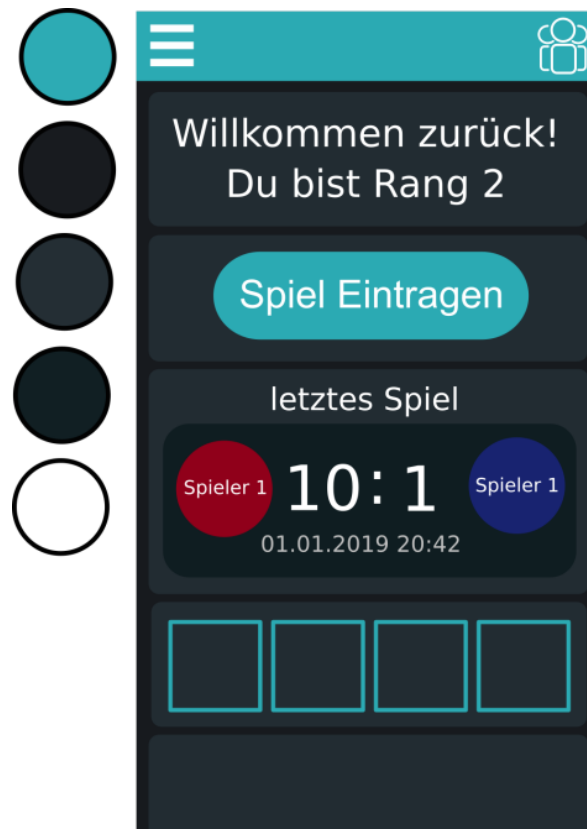 Willkommen zurück!
Du bist Rang 2
Spiel Eintragen
letztes Spiel
Spieler 1
10 : 1
Spieler 1
01.01.2019 20:42